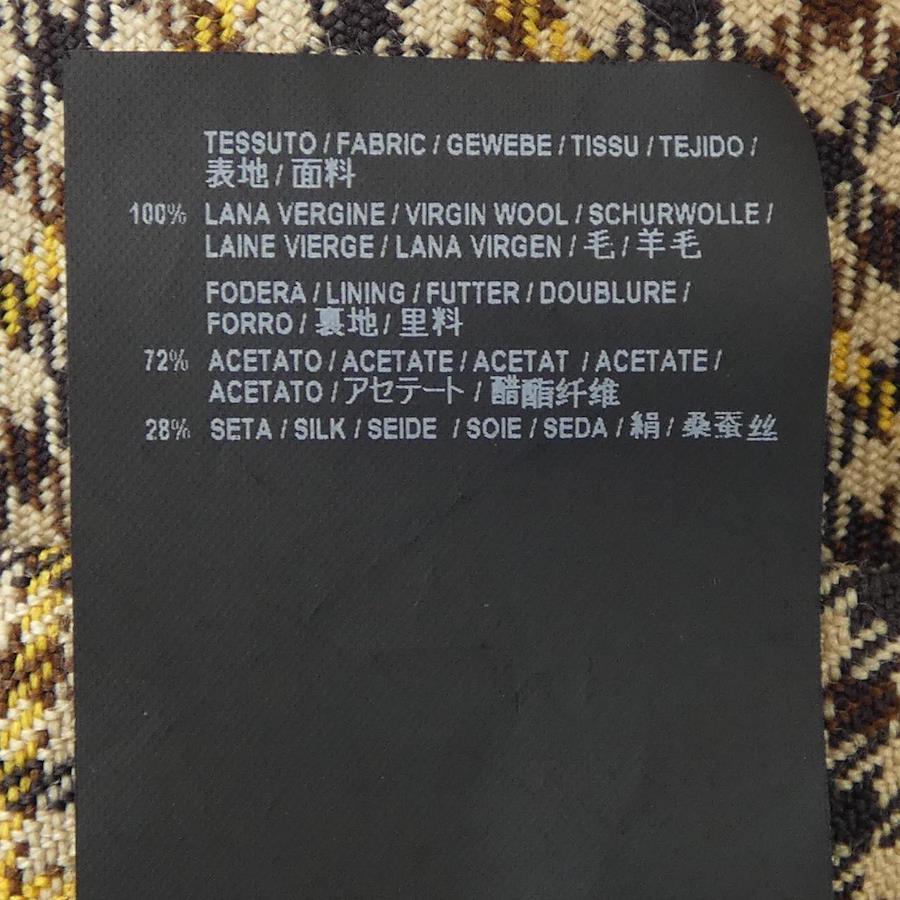 TESSUTO / FABRIC / GEWEBE / TISSU / TEJIDO /
表地 / 面料
100% LANA VERGINE / VIRGIN WOOL / SCHURWOLLE /
LAINE VIERGE / LANA VIRGEN / 毛 / 羊毛
FODERA / LINING / FUTTER / DOUBLURE /
FORRO / 裏地 / 里料
72% ACETATO / ACETATE / ACETAT / ACETATE /
ACETATO / アセテート / 醋酯纤维
28% SETA / SILK / SEIDE / SOIE / SEDA / 絹 / 桑蚕丝